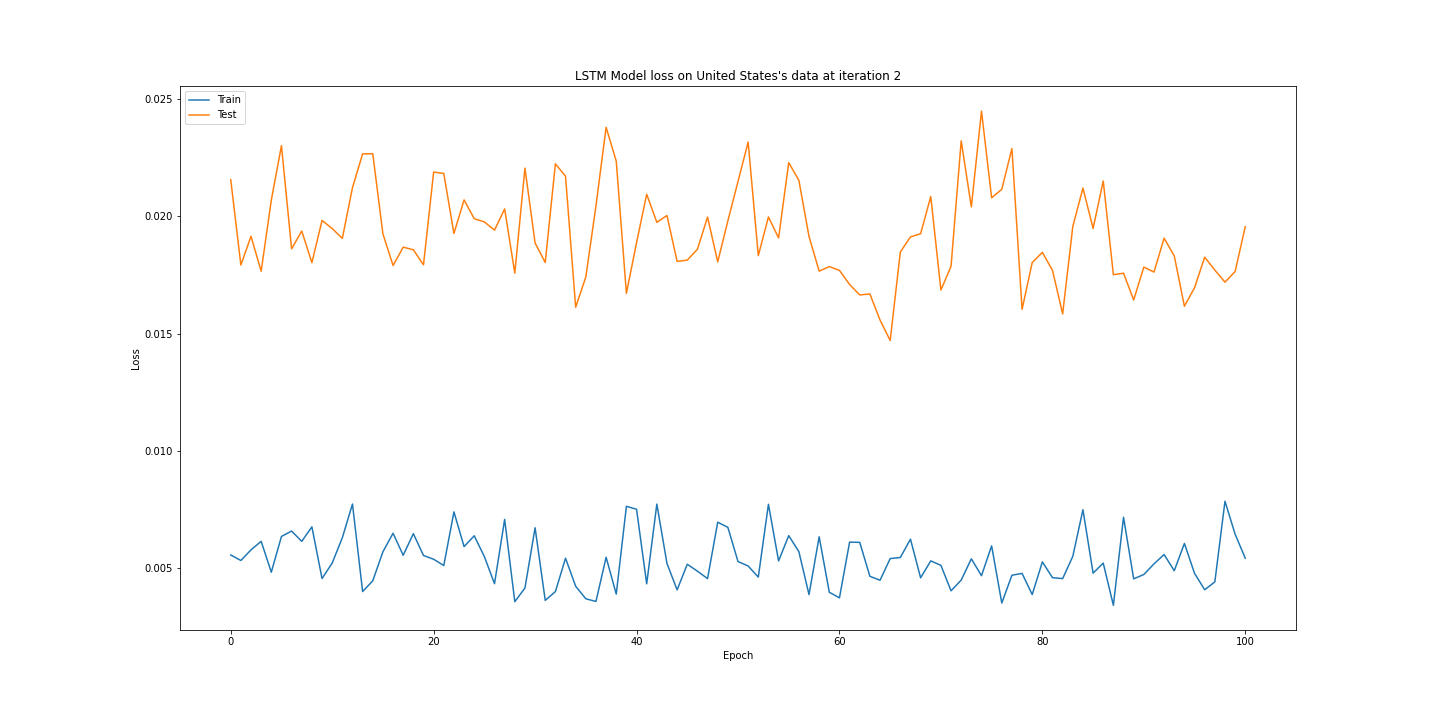 LSTM Model loss on United States's data at iteration 2
Train
Test
0.025
0.020
0.015
0.010
0.005
Loss
0 20 40 60 80 100
Epoch